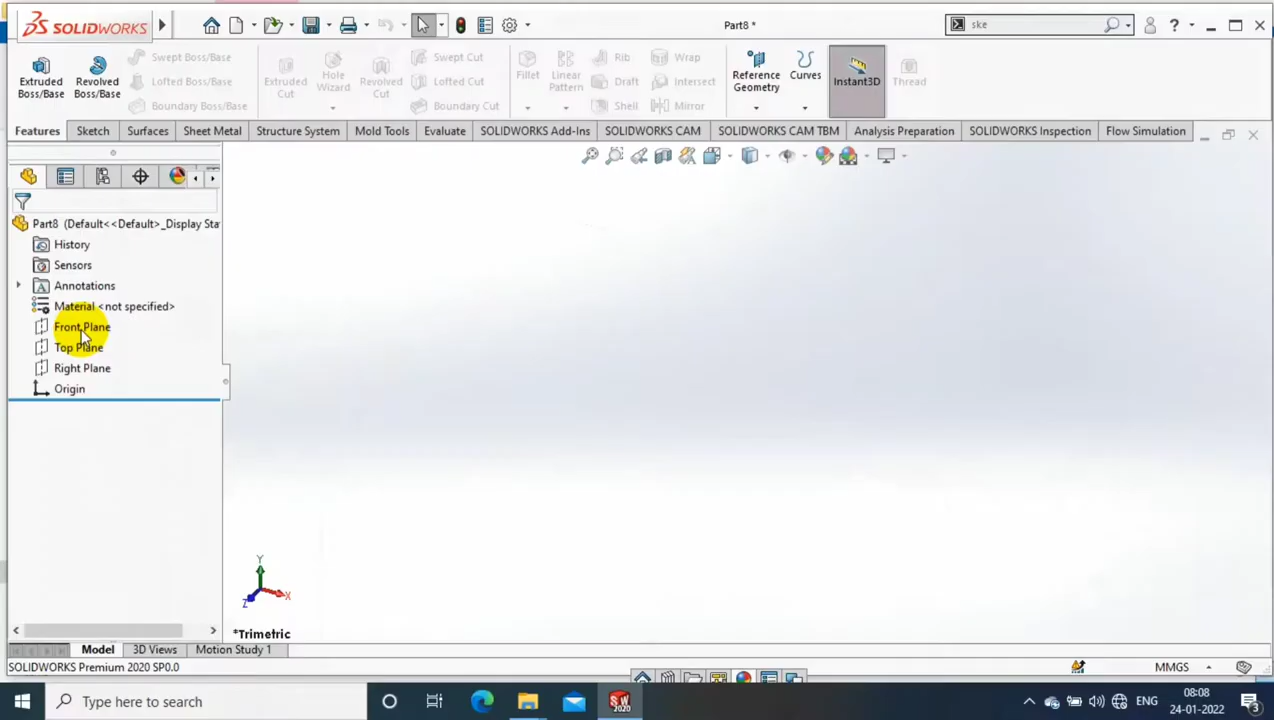 SOLIDWORKS
Part8 *
ske
Extruded Boss/Base
Revolved Boss/Base
Swept Boss/Base
Lofted Boss/Base
Boundary Boss/Base
Extruded Cut
Hole Wizard
Revolved Cut
Swept Cut
Lofted Cut
Boundary Cut
Fillet
Linear Pattern
Rib
Draft
Shell
Wrap
Intersect
Mirror
Reference Geometry
Curves
Instant3D
Thread
Features
Sketch
Surfaces
Sheet Metal
Structure System
Mold Tools
Evaluate
SOLIDWORKS Add-Ins
SOLIDWORKS CAM
SOLIDWORKS CAM TBM
Analysis Preparation
SOLIDWORKS Inspection
Flow Simulation
Part8 (Default<<Default>_Display Sta
History
Sensors
Annotations
Material <not specified>
Front Plane
Top Plane
Right Plane
Origin
Y
X
Z
*Trimetric
Model
3D Views
Motion Study 1
SOLIDWORKS Premium 2020 SP0.0
MMGS
Type here to search
SW
2020
ENG
08:08
24-01-2022
3